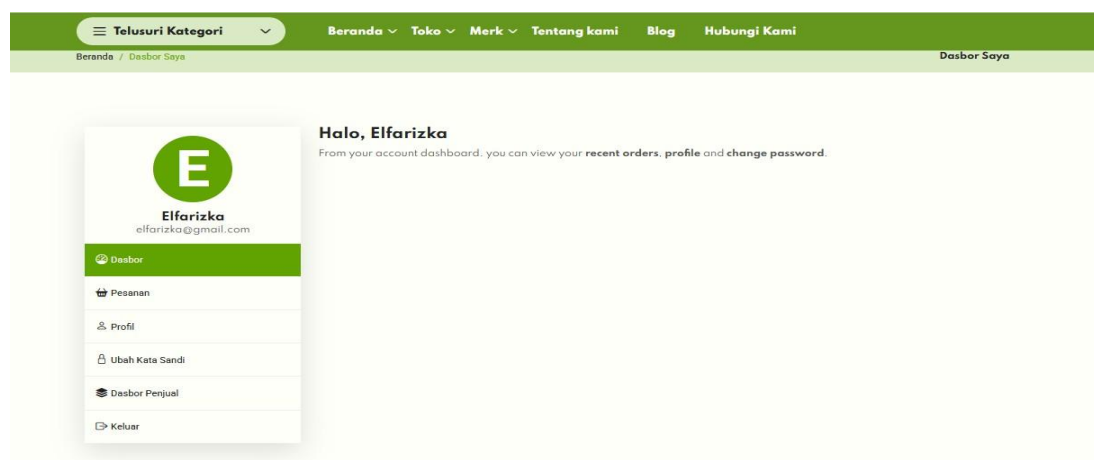 Telusuri Kategori
Beranda Toko Merk Tentang kami Blog Hubungi Kami
Beranda / Dasbor Saya
Dasbor Saya
E
Elfarizka
elfarizka@gmail.com
Dasbor
Pesanan
Profil
Ubah Kata Sandi
Dasbor Penjual
Keluar
Halo, Elfarizka
From your account dashboard. you can view your recent orders, profile and change password.